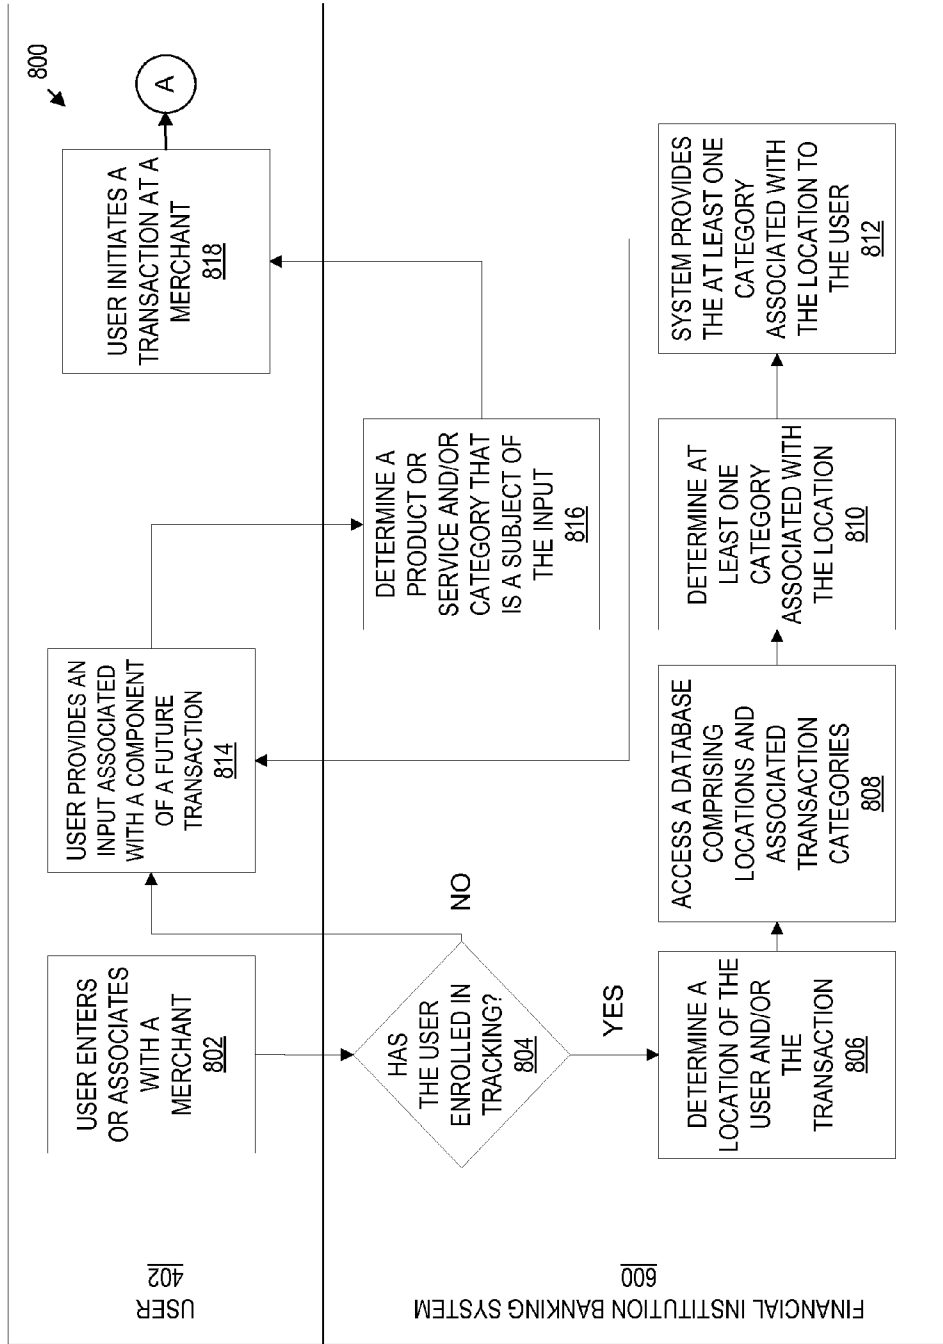 800
USER
402
USER ENTERS
OR ASSOCIATES
WITH A
MERCHANT
802
USER PROVIDES AN
INPUT ASSOCIATED
WITH A COMPONENT
OF A FUTURE
TRANSACTION
814
USER INITIATES A
TRANSACTION AT A
MERCHANT
818
A
FINANCIAL INSTITUTION BANKING SYSTEM
600
HAS
THE USER
ENROLLED IN
TRACKING?
804
NO
YES
DETERMINE A
PRODUCT OR
SERVICE AND/OR
CATEGORY THAT
IS A SUBJECT OF
THE INPUT
816
DETERMINE A
LOCATION OF THE
USER AND/OR
THE
TRANSACTION
806
ACCESS A DATABASE
COMPRISING
LOCATIONS AND
ASSOCIATED
TRANSACTION
CATEGORIES
808
DETERMINE AT
LEAST ONE
CATEGORY
ASSOCIATED WITH
THE LOCATION
810
SYSTEM PROVIDES
THE AT LEAST ONE
CATEGORY
ASSOCIATED WITH
THE LOCATION TO
THE USER
812